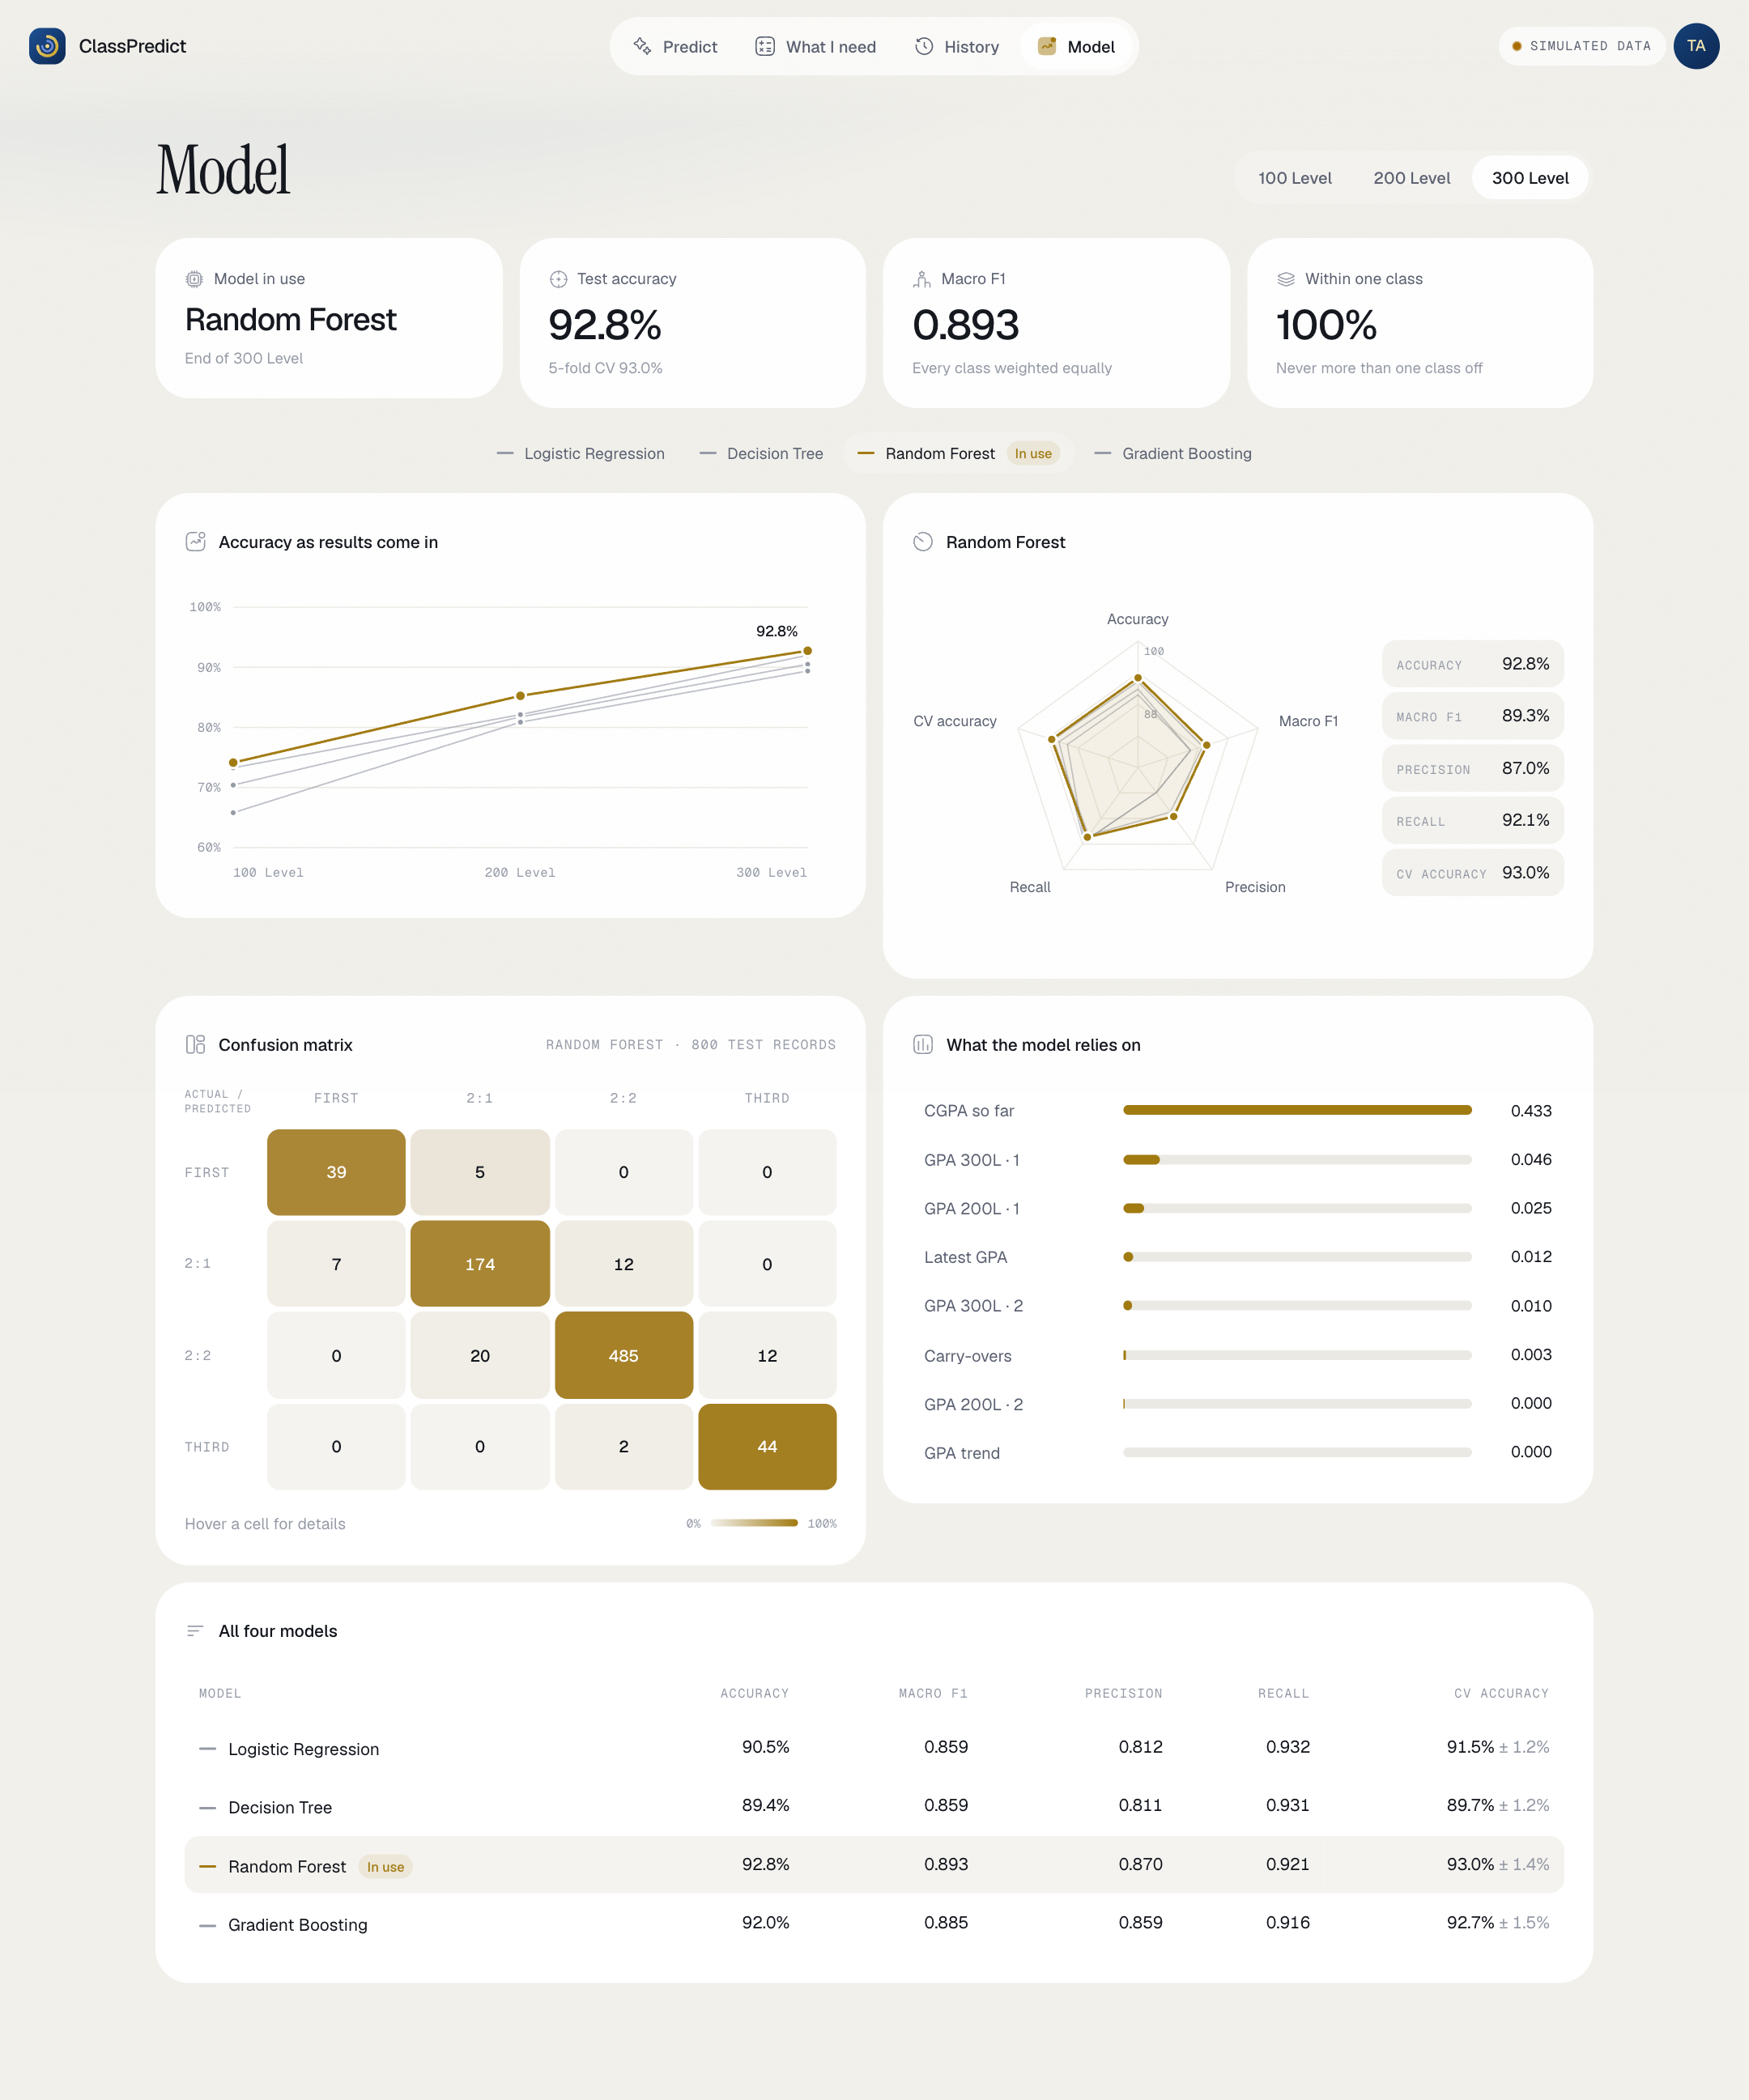 ClassPredict
Predict
What I need
History
Model
SIMULATED DATA
TA
Model
100 Level
200 Level
300 Level
Model in use
Random Forest
End of 300 Level
Test accuracy
92.8%
5-fold CV 93.0%
Macro F1
0.893
Every class weighted equally
Within one class
100%
Never more than one class off
Logistic Regression
Decision Tree
Random Forest In use
Gradient Boosting
Accuracy as results come in
100%
92.8%
90%
80%
70%
60%
100 Level
200 Level
300 Level
Random Forest
Accuracy
100
88
CV accuracy
Macro F1
Recall
Precision
ACCURACY 92.8%
MACRO F1 89.3%
PRECISION 87.0%
RECALL 92.1%
CV ACCURACY 93.0%
Confusion matrix
RANDOM FOREST · 800 TEST RECORDS
ACTUAL /
PREDICTED
FIRST 2:1 2:2 THIRD
FIRST 39 5 0 0
2:1 7 174 12 0
2:2 0 20 485 12
THIRD 0 0 2 44
Hover a cell for details
0% 100%
What the model relies on
CGPA so far 0.433
GPA 300L · 1 0.046
GPA 200L · 1 0.025
Latest GPA 0.012
GPA 300L · 2 0.010
Carry-overs 0.003
GPA 200L · 2 0.000
GPA trend 0.000
All four models
MODEL ACCURACY MACRO F1 PRECISION RECALL CV ACCURACY
Logistic Regression 90.5% 0.859 0.812 0.932 91.5% ± 1.2%
Decision Tree 89.4% 0.859 0.811 0.931 89.7% ± 1.2%
Random Forest In use 92.8% 0.893 0.870 0.921 93.0% ± 1.4%
Gradient Boosting 92.0% 0.885 0.859 0.916 92.7% ± 1.5%